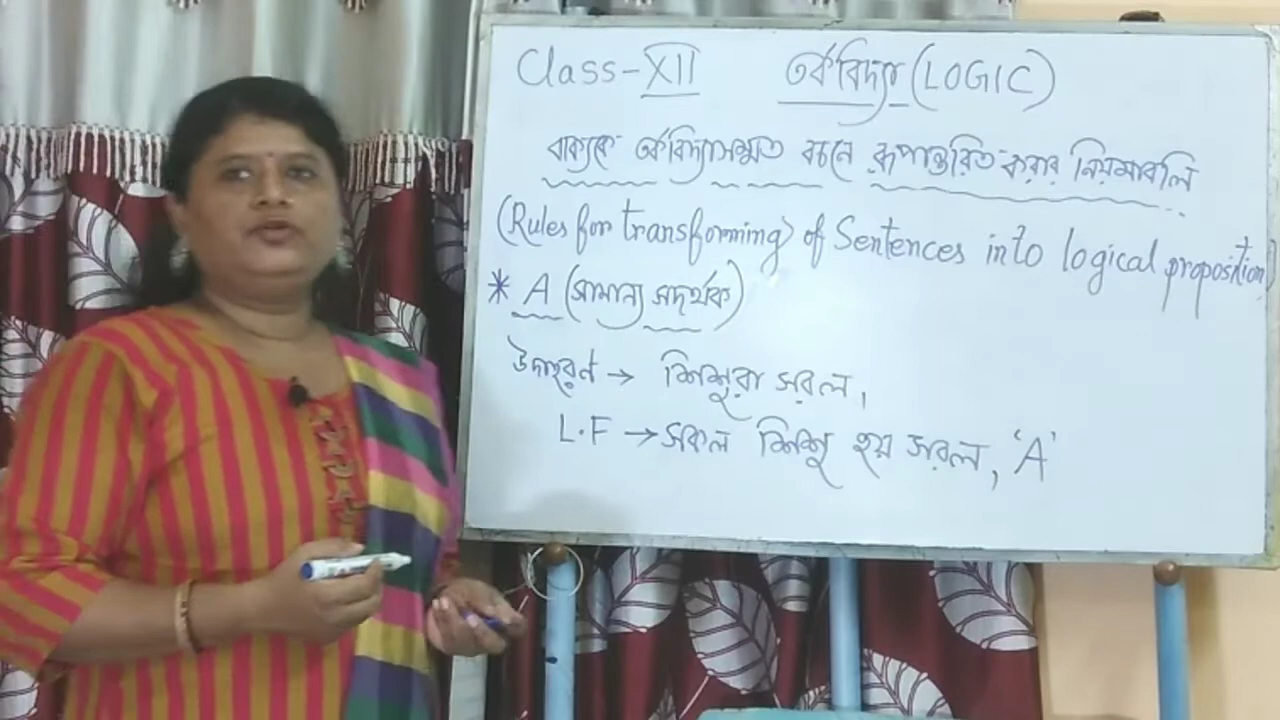 Class-XII তর্কবিদ্যা (LOGIC)
বাক্যকে তর্কবিদ্যাসম্মত বচনে রূপান্তরিত করার নিয়মাবলি
(Rules for transforming) of Sentences into logical proposition)
* A (সামান্য সদর্থক)
উদাহরণ → শিশুরা সরল,
L.F → সকল শিশু হয় সরল, 'A'